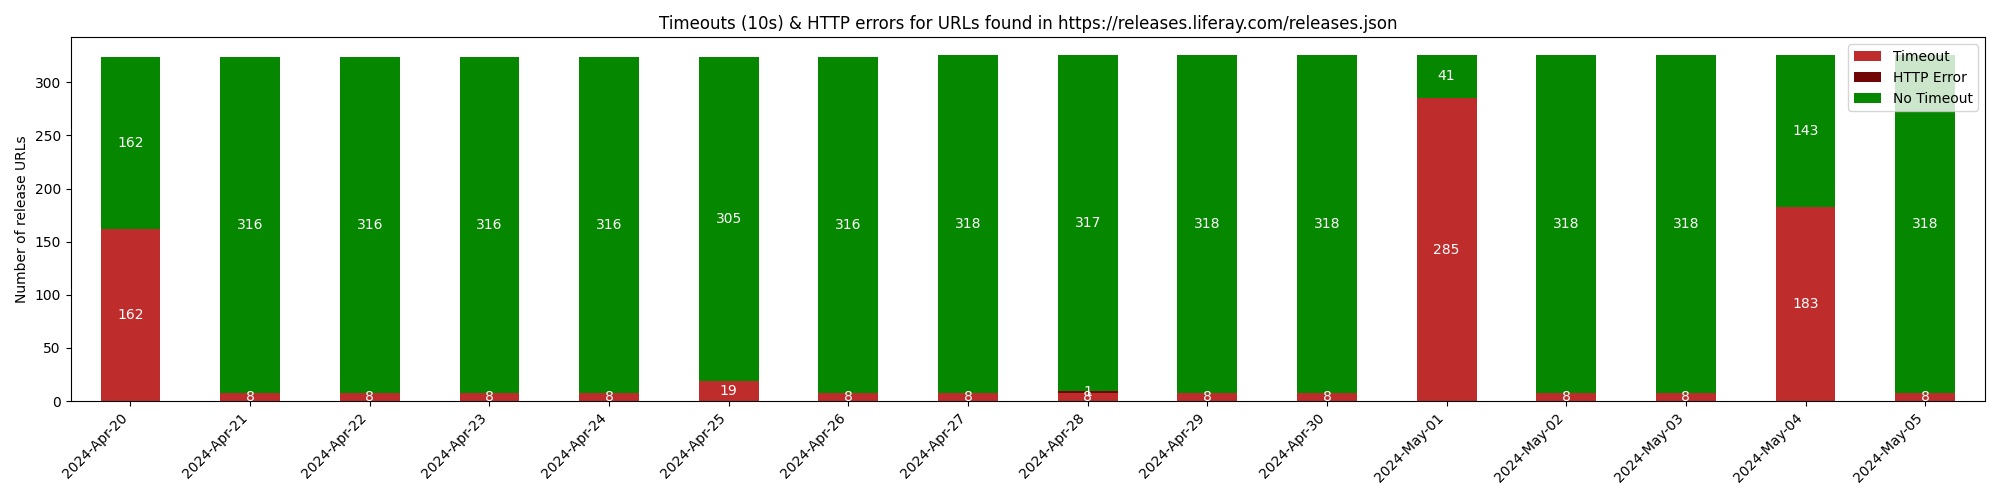 Timeouts (10s) & HTTP errors for URLs found in https://releases.liferay.com/releases.json
Number of release URLs
300
250
200
150
100
50
0
Timeout
HTTP Error
No Timeout
162 316 316 316 316 305 316 318 317 318 318 41 318 318 143 318
162 8 8 8 8 19 8 8 1 8 8 8 285 8 8 183 8
2024-Apr-20
2024-Apr-21
2024-Apr-22
2024-Apr-23
2024-Apr-24
2024-Apr-25
2024-Apr-26
2024-Apr-27
2024-Apr-28
2024-Apr-29
2024-Apr-30
2024-May-01
2024-May-02
2024-May-03
2024-May-04
2024-May-05